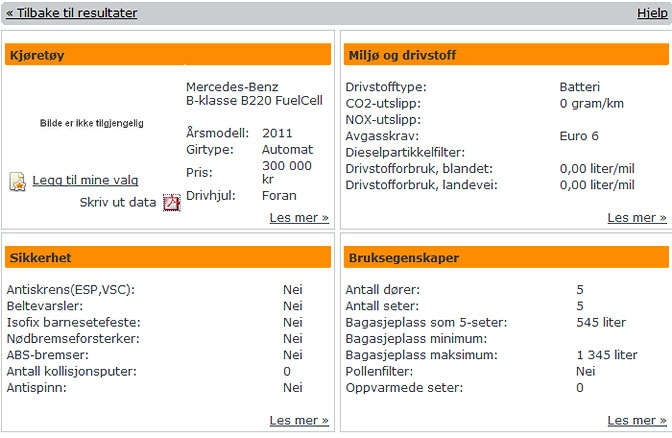 « Tilbake til resultater
Hjelp
Kjøretøy
Bilde er ikke tilgjengelig
Legg til mine valg
Skriv ut data
Mercedes-Benz
B-klasse B220 FuelCell
Årsmodell: 2011
Girtype: Automat
Pris: 300 000
kr
Drivhjul: Foran
Les mer »
Miljø og drivstoff
Drivstofftype: Batteri
CO2-utslipp: 0 gram/km
NOX-utslipp:
Avgasskrav: Euro 6
Dieselpartikkelfilter:
Drivstofforbruk, blandet: 0,00 liter/mil
Drivstofforbruk, landevei: 0,00 liter/mil
Les mer »
Sikkerhet
Antiskrens(ESP,VSC): Nei
Beltevarsler: Nei
Isofix barnesetefeste: Nei
Nødbremseforsterker: Nei
ABS-bremser: Nei
Antall kollisjonsputer: 0
Antispinn: Nei
Les mer »
Bruksegenskaper
Antall dører: 5
Antall seter: 5
Bagasjeplass som 5-seter: 545 liter
Bagasjeplass minimum:
Bagasjeplass maksimum: 1 345 liter
Pollenfilter: Nei
Oppvarmede seter: 0
Les mer »